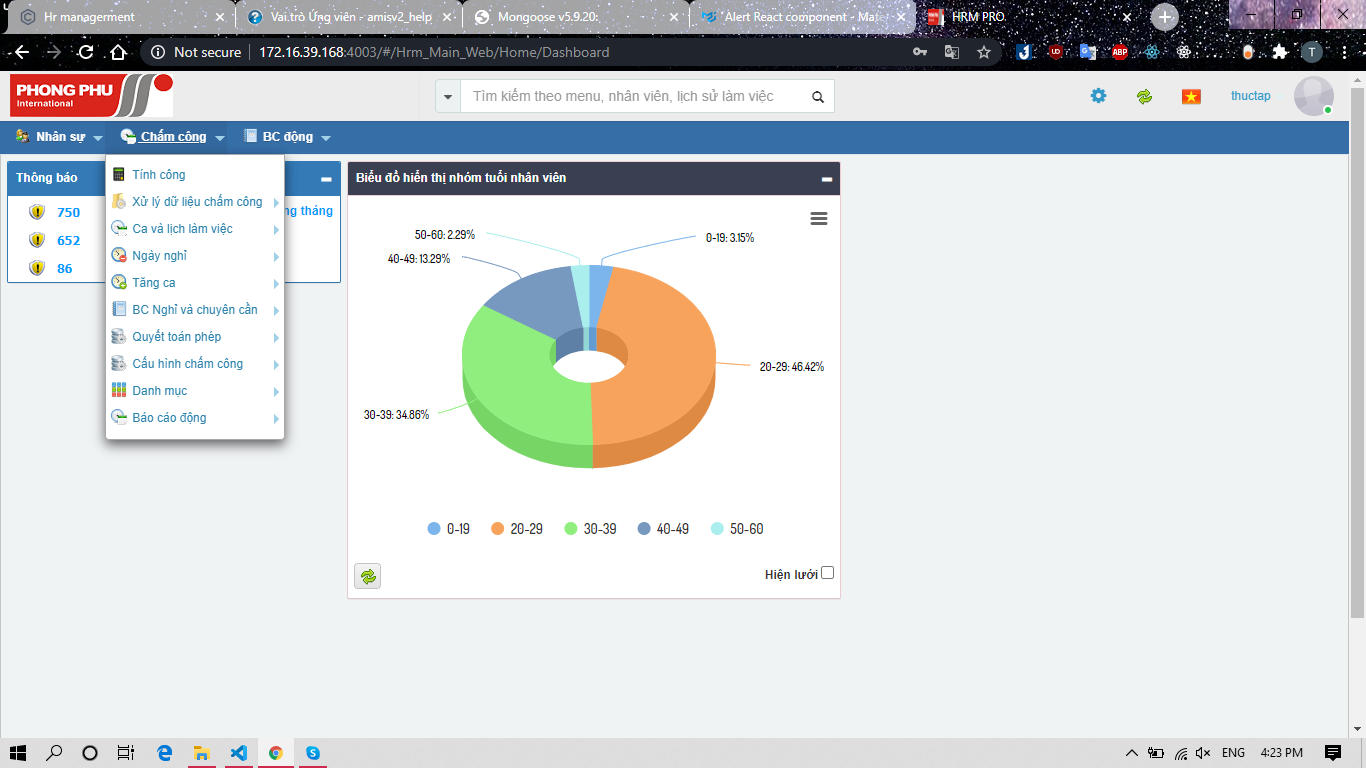 Hr managerment
Vai trò Ứng viên - amisv2_help
Mongoose v5.9.20:
Alert React component - Mate
HRM PRO
Not secure
172.16.39.168:4003/#/Hrm_Main_Web/Home/Dashboard
PHONG PHU
International
Tìm kiếm theo menu, nhân viên, lịch sử làm việc
thuctap
Nhân sự
Chấm công
BC động
Thông báo
750
652
86
ng tháng
Tính công
Xử lý dữ liệu chấm công
Ca và lịch làm việc
Ngày nghỉ
Tăng ca
BC Nghỉ và chuyên cần
Quyết toán phép
Cấu hình chấm công
Danh mục
Báo cáo động
Biểu đồ hiển thị nhóm tuổi nhân viên
50-60: 2.29%
0-19: 3.15%
40-49: 13.29%
20-29: 46.42%
30-39: 34.86%
0-19 20-29 30-39 40-49 50-60
Hiện lưới
ENG
4:23 PM